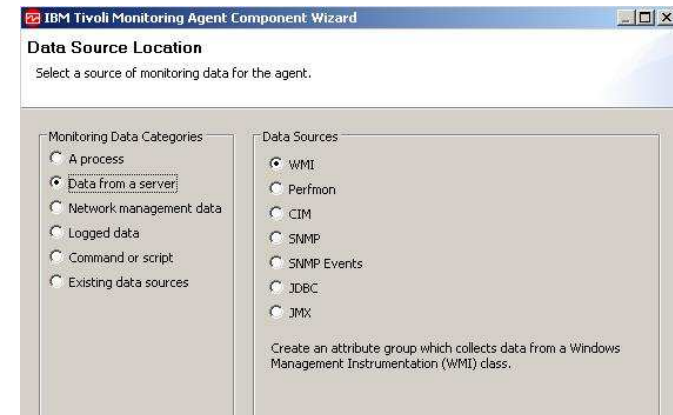 IBM Tivoli Monitoring Agent Component Wizard
Data Source Location
Select a source of monitoring data for the agent.
Monitoring Data Categories
A process
Data from a server
Network management data
Logged data
Command or script
Existing data sources
Data Sources
WMI
Perfmon
CIM
SNMP
SNMP Events
JDBC
JMX
Create an attribute group which collects data from a Windows
Management Instrumentation (WMI) class.